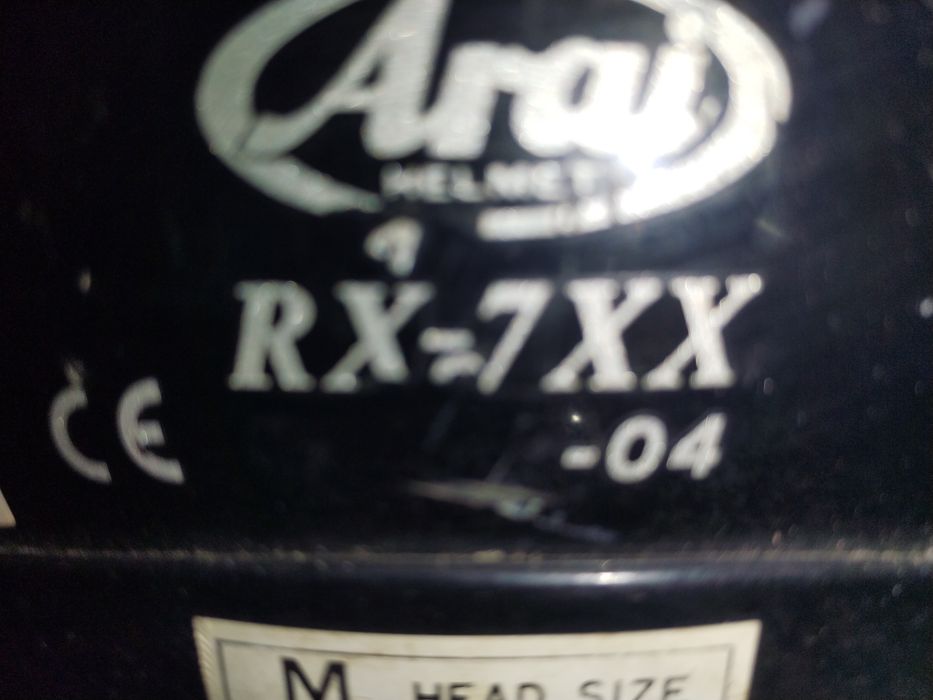 Arai
HELMET
RX-7XX
CE
-04
M HEAD SIZE